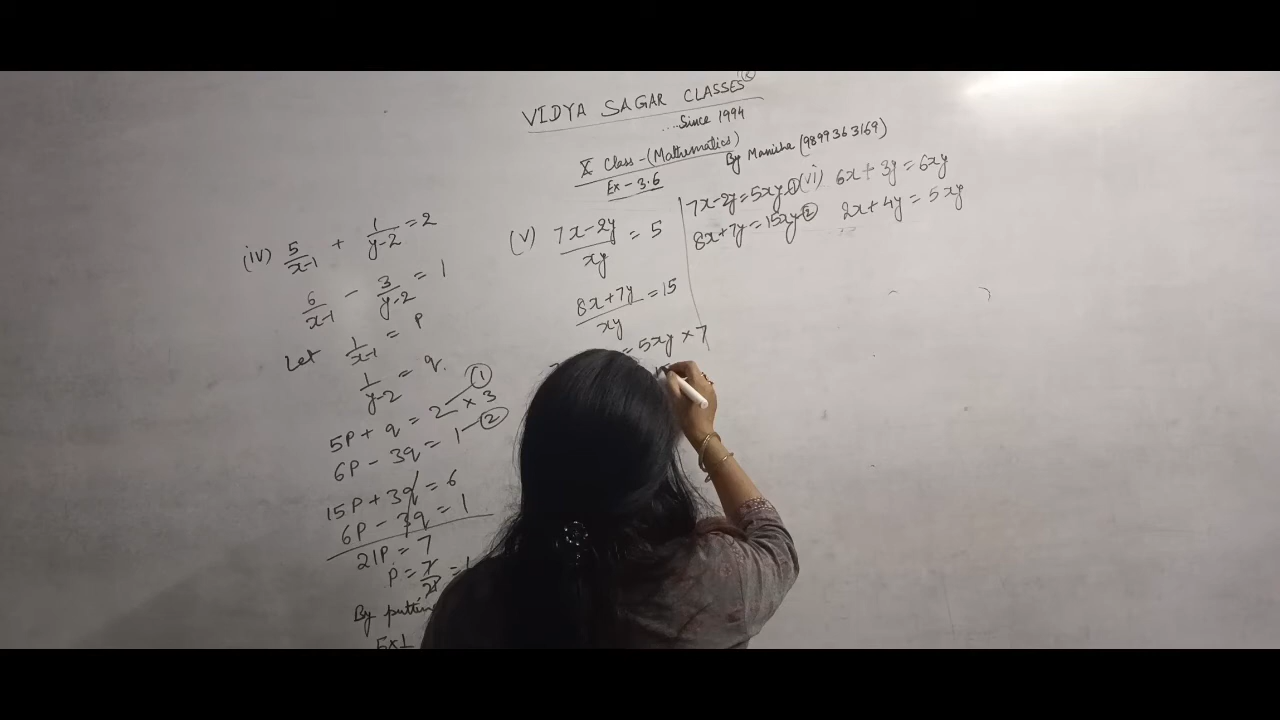 VIDYA SAGAR CLASSES
....Since 1994
X Class - (Mathematics)
By Manisha (9899363169)
Ex - 3.6
(iv) 5/(x-1) + 1/(y-2) = 2
6/(x-1) - 3/(y-2) = 1
Let 1/(x-1) = P
1/(y-2) = q
5P + q = 2 × 3 ①
6P - 3q = 1 - ②
15P + 3q = 6
6P - 3q = 1
21P = 7
P = 7/21 =
By putting
5×1
(v) (7x-2y)/xy = 5
(8x+7y)/xy = 15
= 5xy × 7
7x-2y=5xy-①
8x+7y=15xy-②
(vi) 6x+3y=6xy
2x+4y=5xy